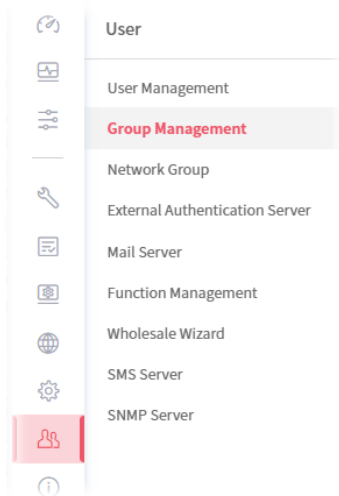 User
User Management
Group Management
Network Group
External Authentication Server
Mail Server
Function Management
Wholesale Wizard
SMS Server
SNMP Server